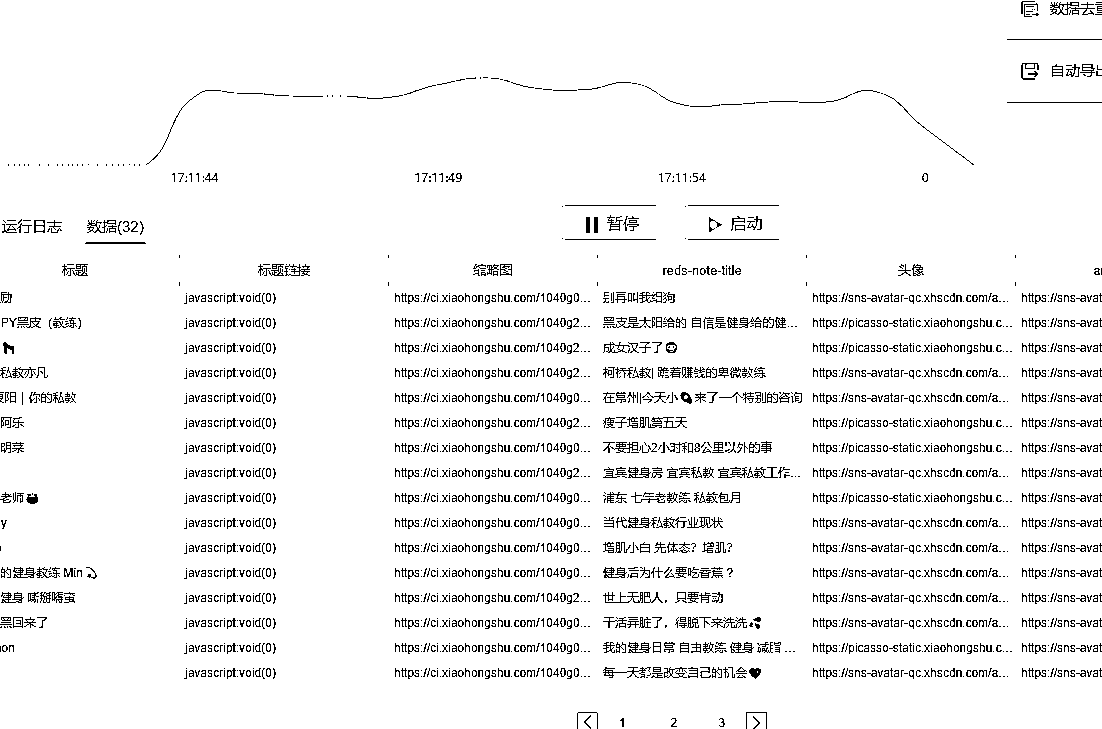 数据去重
自动导出
17:11:44 17:11:49 17:11:54 0
运行日志 数据(32) 暂停 启动
标题 标题链接 缩略图 reds-note-title 头像
励 javascript:void(0) https://ci.xiaohongshu.com/1040g0... 别再叫我细狗 https://sns-avatar-qc.xhscdn.com/a... https://sns-avat
PY黑皮（教练） javascript:void(0) https://ci.xiaohongshu.com/1040g2... 黑皮是太阳给的 自信是健身给的健... https://picasso-static.xiaohongshu.c... https://sns-avat
javascript:void(0) https://ci.xiaohongshu.com/1040g2... 成女汉子了 https://picasso-static.xiaohongshu.c... https://sns-avat
私教亦凡 javascript:void(0) https://ci.xiaohongshu.com/1040g2... 柯桥私教| 跪着赚钱的卑微教练 https://sns-avatar-qc.xhscdn.com/a... https://sns-avat
夏阳｜你的私教 javascript:void(0) https://ci.xiaohongshu.com/1040g2... 在常州|今天小 来了一个特别的咨询 https://sns-avatar-qc.xhscdn.com/a... https://sns-avat
阿乐 javascript:void(0) https://ci.xiaohongshu.com/1040g2... 瘦子增肌第五天 https://picasso-static.xiaohongshu.c... https://sns-avat
明菜 javascript:void(0) https://ci.xiaohongshu.com/1040g0... 不要担心2小时和8公里以外的事 https://picasso-static.xiaohongshu.c... https://sns-avat
javascript:void(0) https://ci.xiaohongshu.com/1040g0... 宜宾健身房 宜宾私教 宜宾私教工作... https://sns-avatar-qc.xhscdn.com/a... https://sns-avat
老师 javascript:void(0) https://ci.xiaohongshu.com/1040g0... 浦东 七年老教练 私教包月 https://picasso-static.xiaohongshu.c... https://sns-avat
y javascript:void(0) https://ci.xiaohongshu.com/1040g0... 当代健身私教行业现状 https://sns-avatar-qc.xhscdn.com/a... https://sns-avat
javascript:void(0) https://ci.xiaohongshu.com/1040g0... 增肌小白 先体态？增肌？ https://sns-avatar-qc.xhscdn.com/a... https://sns-avat
的健身教练 Min javascript:void(0) https://ci.xiaohongshu.com/1040g0... 健身后为什么要吃香蕉？ https://sns-avatar-qc.xhscdn.com/a... https://sns-avat
健身 javascript:void(0) https://ci.xiaohongshu.com/1040g2... 世上无肥人，只要肯动 https://sns-avatar-qc.xhscdn.com/a... https://sns-avat
黑回来了 javascript:void(0) https://ci.xiaohongshu.com/1040g0... 干活弄脏了，得脱下来洗洗 https://sns-avatar-qc.xhscdn.com/a... https://sns-avat
non javascript:void(0) https://ci.xiaohongshu.com/1040g0... 我的健身日常 自由教练 健身 减脂 ... https://picasso-static.xiaohongshu.c... https://sns-avat
javascript:void(0) https://ci.xiaohongshu.com/1040g0... 每一天都是改变自己的机会 https://sns-avatar-qc.xhscdn.com/a... https://sns-avat
1 2 3